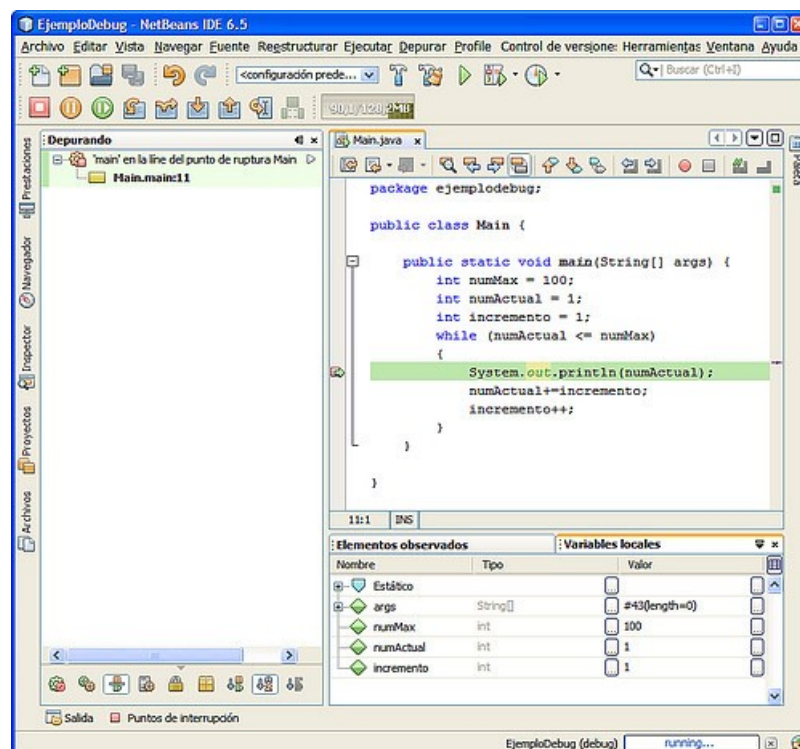 EjemploDebug - NetBeans IDE 6.5
Archivo Editar Vista Navegar Fuente Reestructurar Ejecutar Depurar Profile Control de versiones Herramientas Ventana Ayuda
<configuración prede...
Buscar (Ctrl+I)
Depurando
'main' en la line del punto de ruptura Main
Main.main:11
Prestaciones
Navegador
Inspector
Proyectos
Archivos
Main.java
package ejemplodebug;
public class Main {
public static void main(String[] args) {
int numMax = 100;
int numActual = 1;
int incremento = 1;
while (numActual <= numMax)
{
System.out.println(numActual);
numActual+=incremento;
incremento++;
}
}
}
11:1 INS
Elementos observados Variables locales
Nombre Tipo Valor
Estático
args String[] #43(length=0)
numMax int 100
numActual int 1
incremento int 1
Salida Puntos de interrupción
EjemploDebug (debug) running...